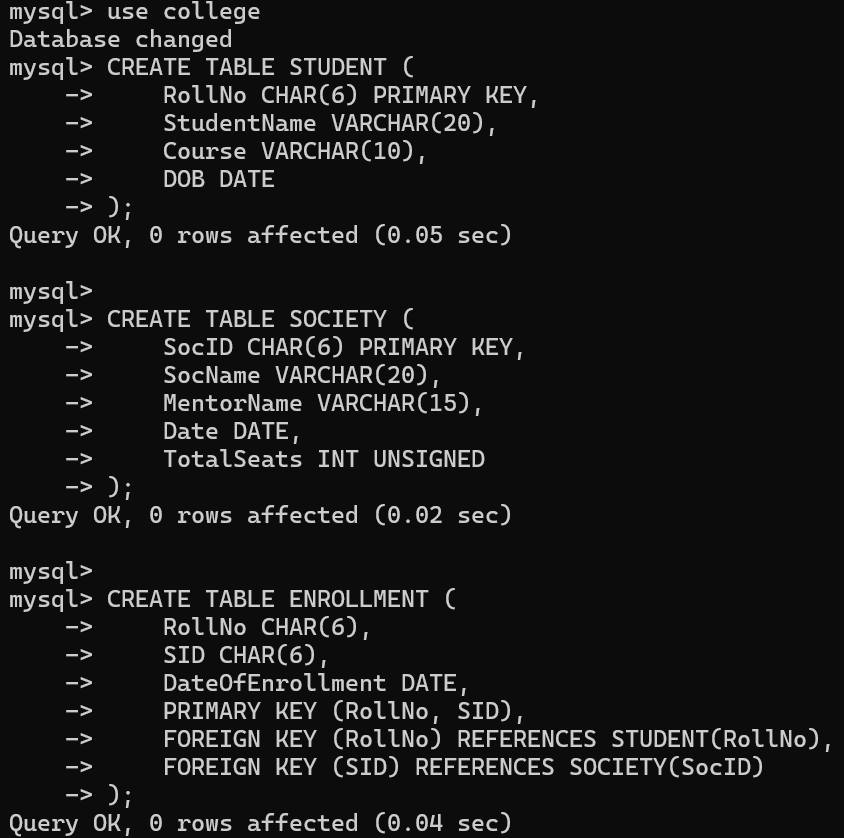 mysql> use college
Database changed
mysql> CREATE TABLE STUDENT (
    ->     RollNo CHAR(6) PRIMARY KEY,
    ->     StudentName VARCHAR(20),
    ->     Course VARCHAR(10),
    ->     DOB DATE
    -> );
Query OK, 0 rows affected (0.05 sec)

mysql>
mysql> CREATE TABLE SOCIETY (
    ->     SocID CHAR(6) PRIMARY KEY,
    ->     SocName VARCHAR(20),
    ->     MentorName VARCHAR(15),
    ->     Date DATE,
    ->     TotalSeats INT UNSIGNED
    -> );
Query OK, 0 rows affected (0.02 sec)

mysql>
mysql> CREATE TABLE ENROLLMENT (
    ->     RollNo CHAR(6),
    ->     SID CHAR(6),
    ->     DateOfEnrollment DATE,
    ->     PRIMARY KEY (RollNo, SID),
    ->     FOREIGN KEY (RollNo) REFERENCES STUDENT(RollNo),
    ->     FOREIGN KEY (SID) REFERENCES SOCIETY(SocID)
    -> );
Query OK, 0 rows affected (0.04 sec)